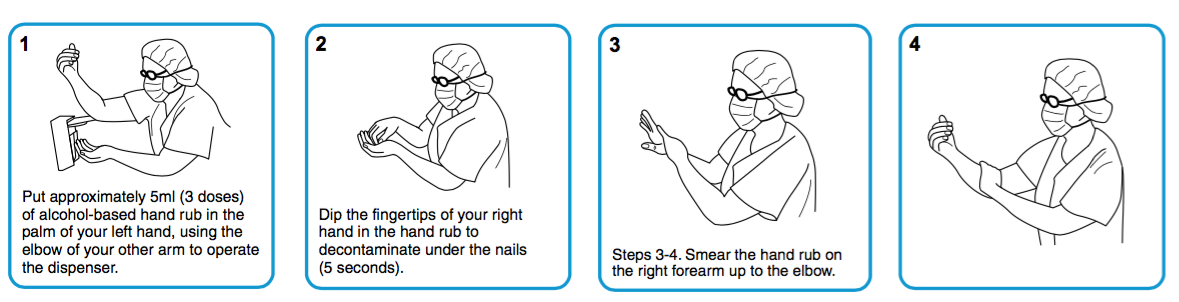 1
Put approximately 5ml (3 doses)
of alcohol-based hand rub in the
palm of your left hand, using the
elbow of your other arm to operate
the dispenser.
2
Dip the fingertips of your right
hand in the hand rub to
decontaminate under the nails
(5 seconds).
3
Steps 3-4. Smear the hand rub on
the right forearm up to the elbow.
4